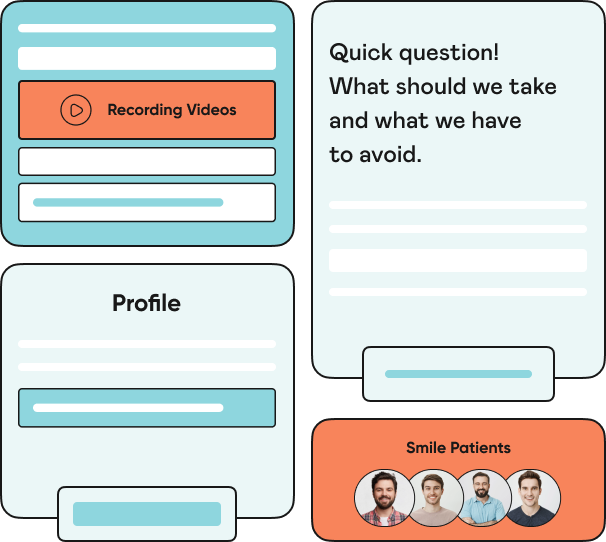 Recording Videos
Profile
Quick question!
What should we take
and what we have
to avoid.
Smile Patients